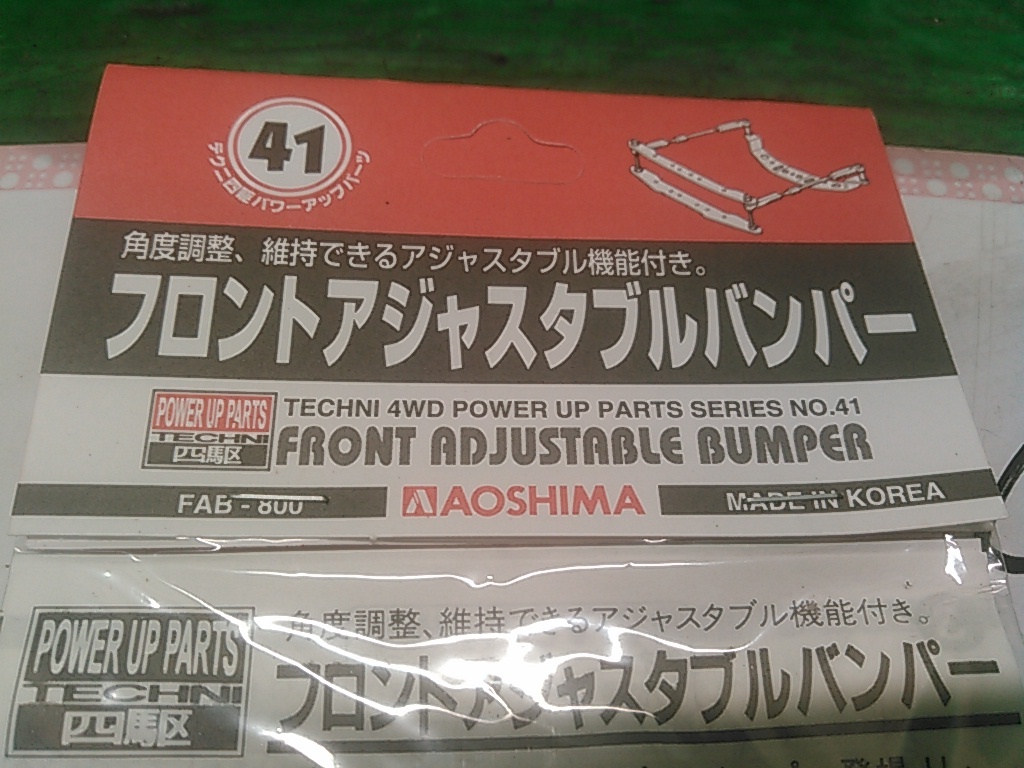 41
テクニ四駆パワーアップパーツ
角度調整、維持できるアジャスタブル機能付き。
フロントアジャスタブルバンパー
POWER UP PARTS
TECHNI
四駆
TECHNI 4WD POWER UP PARTS SERIES NO.41
FRONT ADJUSTABLE BUMPER
FAB - 800
AOSHIMA
MADE IN KOREA
POWER UP PARTS
TECHNI
四駆
角度調整、維持できるアジャスタブル機能付き。
フロントアジャスタブルバンパー